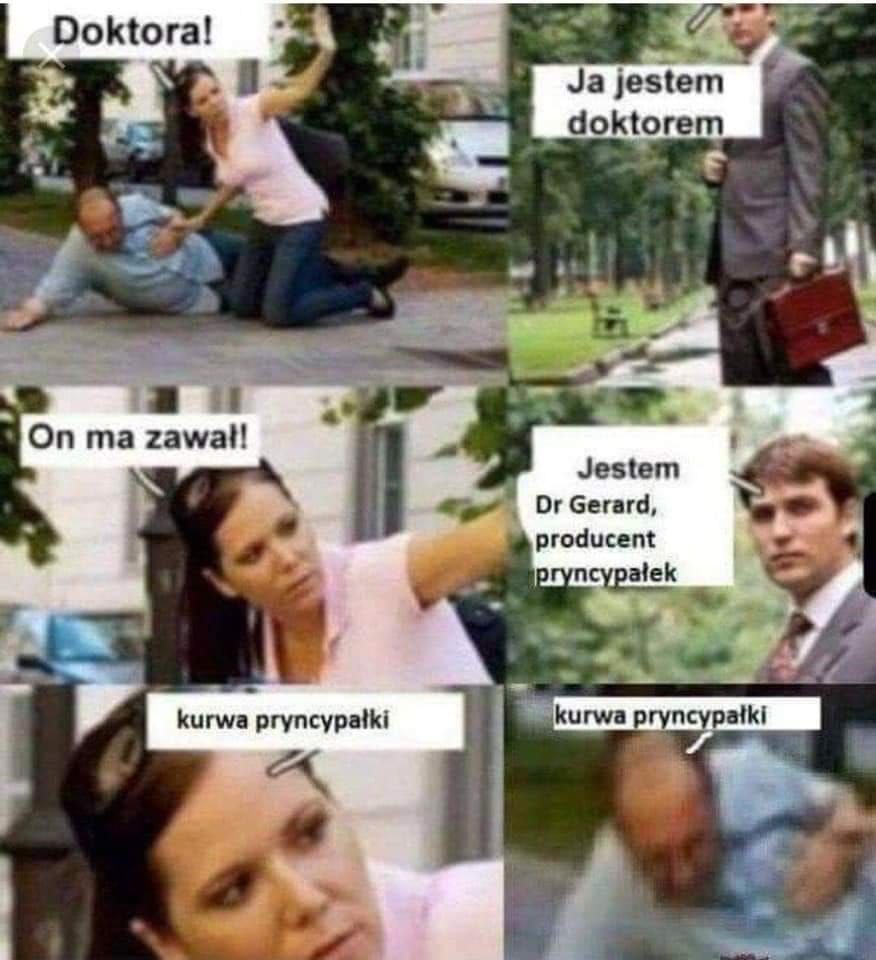 Doktora!
Ja jestem
doktorem
On ma zawał!
Jestem
Dr Gerard,
producent
pryncypałek
kurwa pryncypałki
kurwa pryncypałki